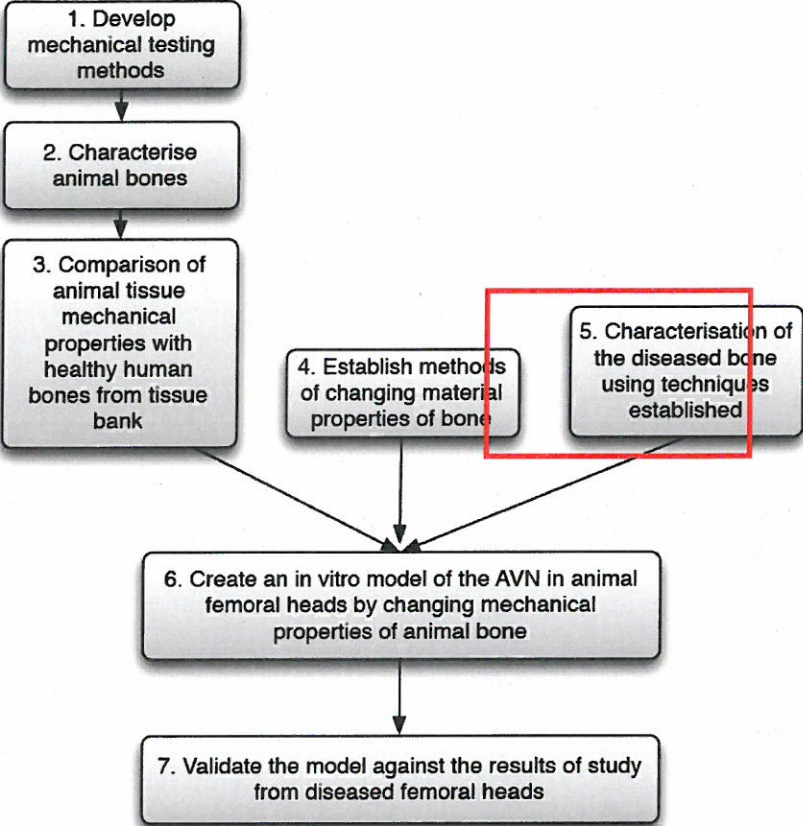 1. Develop
mechanical testing
methods
2. Characterise
animal bones
3. Comparison of
animal tissue
mechanical
properties with
healthy human
bones from tissue
bank
4. Establish methods
of changing material
properties of bone
5. Characterisation of
the diseased bone
using techniques
established
6. Create an in vitro model of the AVN in animal
femoral heads by changing mechanical
properties of animal bone
7. Validate the model against the results of study
from diseased femoral heads